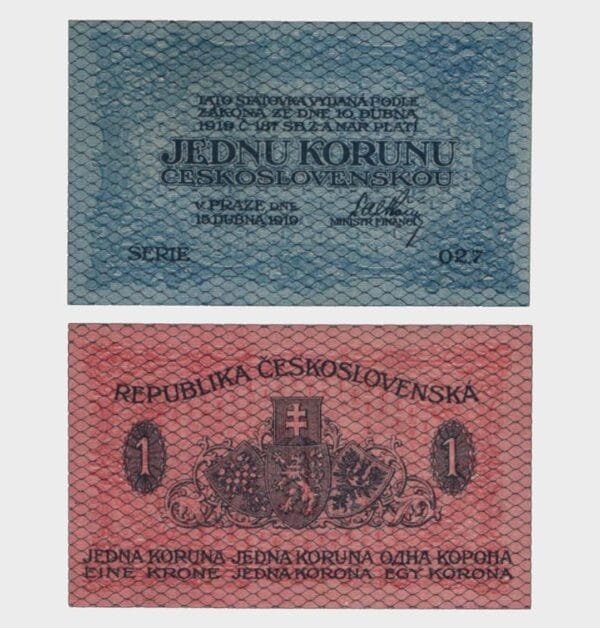 TATO STÁTOVKA VYDANÁ PODLE
ZÁKONA ZE DNE 10. DUBNA
1919 Č 187 SB.Z.A NAR. PLATÍ
JEDNU KORUNU
ČESKOSLOVENSKOU
V PRAZE DNE
15. DUBNA 1919
MINISTR FINANCÍ
SERIE 027
REPUBLIKA ČESKOSLOVENSKÁ
1 1
JEDNA KORUNA JEDNA KORUNA ОДНА КОРОНА
EINE KRONE JEDNA KORONA EGY KORONA